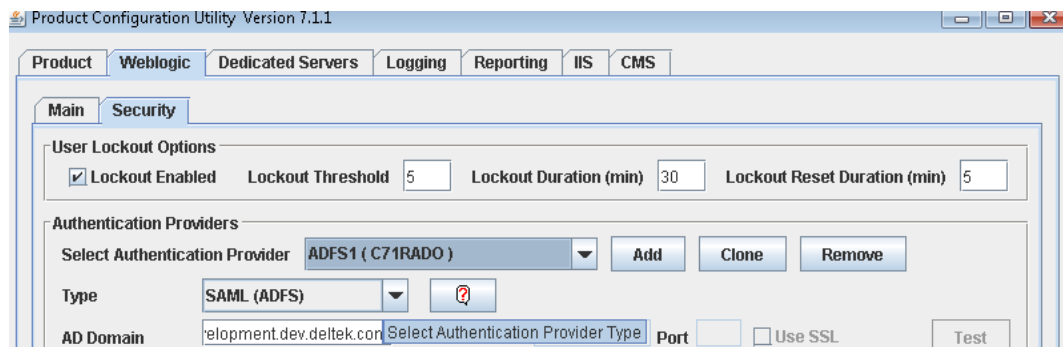 Product Configuration Utility Version 7.1.1
Product Weblogic Dedicated Servers Logging Reporting IIS CMS
Main Security
User Lockout Options
Lockout Enabled Lockout Threshold 5 Lockout Duration (min) 30 Lockout Reset Duration (min) 5
Authentication Providers
Select Authentication Provider ADFS1 ( C71RADO ) Add Clone Remove
Type SAML (ADFS) ?
AD Domain elopment.dev.deltek.com Select Authentication Provider Type Port Use SSL Test